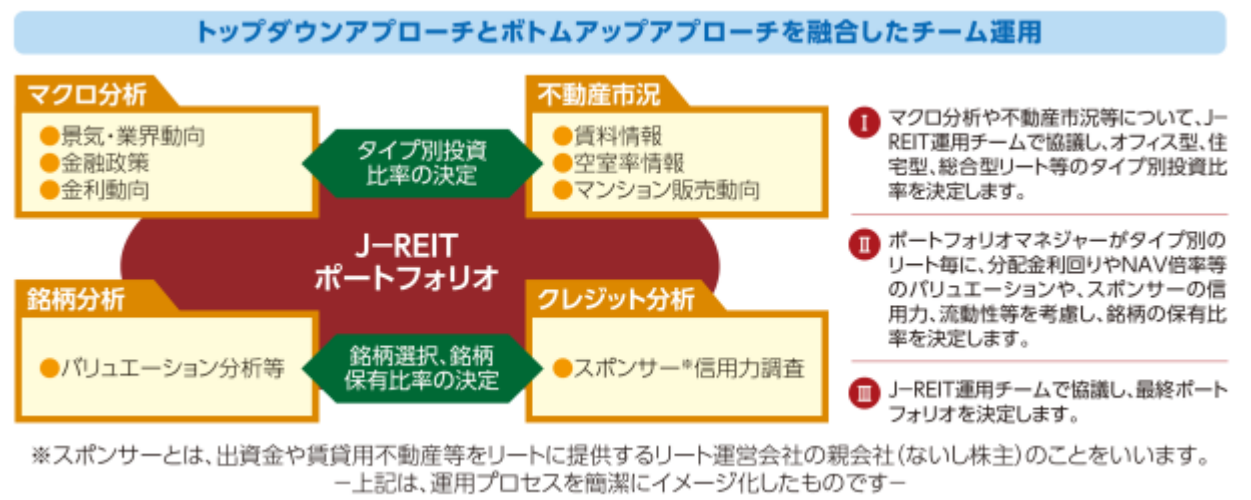 トップダウンアプローチとボトムアップアプローチを融合したチーム運用
マクロ分析
●景気・業界動向
●金融政策
●金利動向
タイプ別投資
比率の決定
不動産市況
●賃料情報
●空室率情報
●マンション販売動向
J−REIT
ポートフォリオ
銘柄分析
●バリュエーション分析等
銘柄選択、銘柄
保有比率の決定
クレジット分析
●スポンサー※信用力調査
Ⅰ マクロ分析や不動産市況等について、J−
REIT運用チームで協議し、オフィス型、住
宅型、総合型リート等のタイプ別投資比
率を決定します。
Ⅱ ポートフォリオマネジャーがタイプ別の
リート毎に、分配金利回りやNAV倍率等
のバリュエーションや、スポンサーの信
用力、流動性等を考慮し、銘柄の保有比
率を決定します。
Ⅲ J−REIT運用チームで協議し、最終ポート
フォリオを決定します。
※スポンサーとは、出資金や賃貸用不動産等をリートに提供するリート運営会社の親会社(ないし株主)のことをいいます。
−上記は、運用プロセスを簡潔にイメージ化したものです−